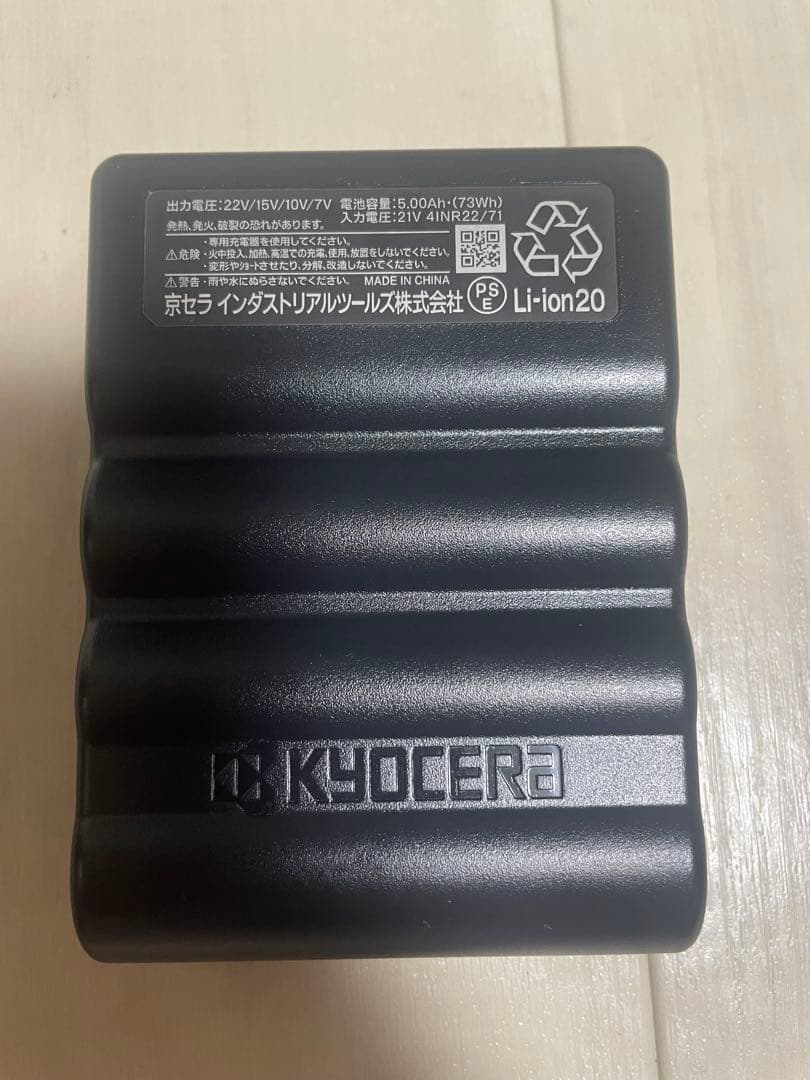 出力電圧:22V/15V/10V/7V 電池容量:5.00Ah・(73Wh)
入力電圧:21V 4INR22/71
発熱、発火、破裂の恐れがあります。
・専用充電器を使用してください。
⚠危険・火中投入、加熱、高温での充電、使用、放置をしないでください。
・変形やショートさせたり、分解、改造しないでください。
⚠警告・雨や水にぬらさないでください。 MADE IN CHINA
京セラ インダストリアルツールズ株式会社 PSE Li-ion20
KYOCERA